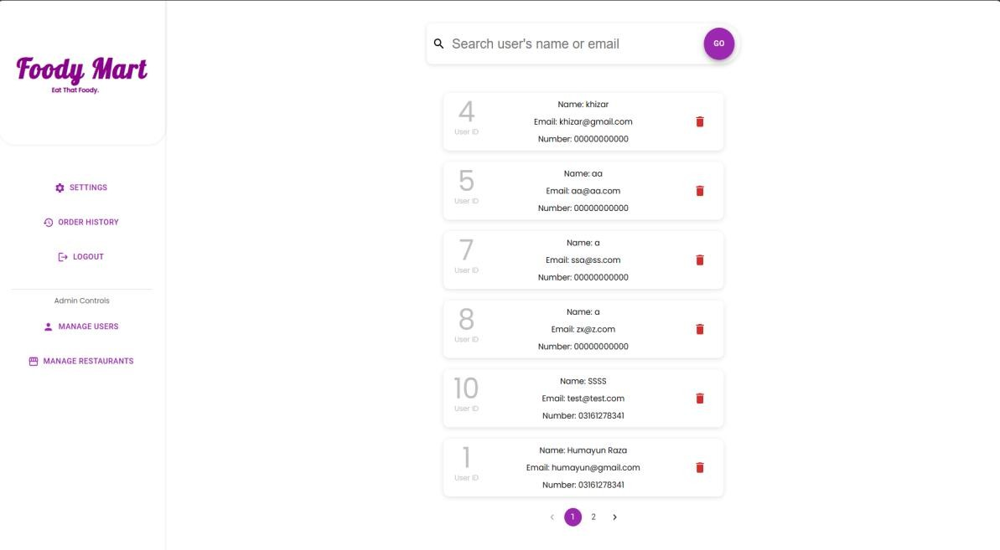 Foody Mart
Eat That Foody.
SETTINGS
ORDER HISTORY
LOGOUT
Admin Controls
MANAGE USERS
MANAGE RESTAURANTS
Search user's name or email
GO
4
User ID
Name: khizar
Email: khizar@gmail.com
Number: 00000000000
5
User ID
Name: aa
Email: aa@aa.com
Number: 00000000000
7
User ID
Name: a
Email: ssa@ss.com
Number: 00000000000
8
User ID
Name: a
Email: zx@z.com
Number: 00000000000
10
User ID
Name: SSSS
Email: test@test.com
Number: 03161278341
1
User ID
Name: Humayun Raza
Email: humayun@gmail.com
Number: 03161278341
1 2